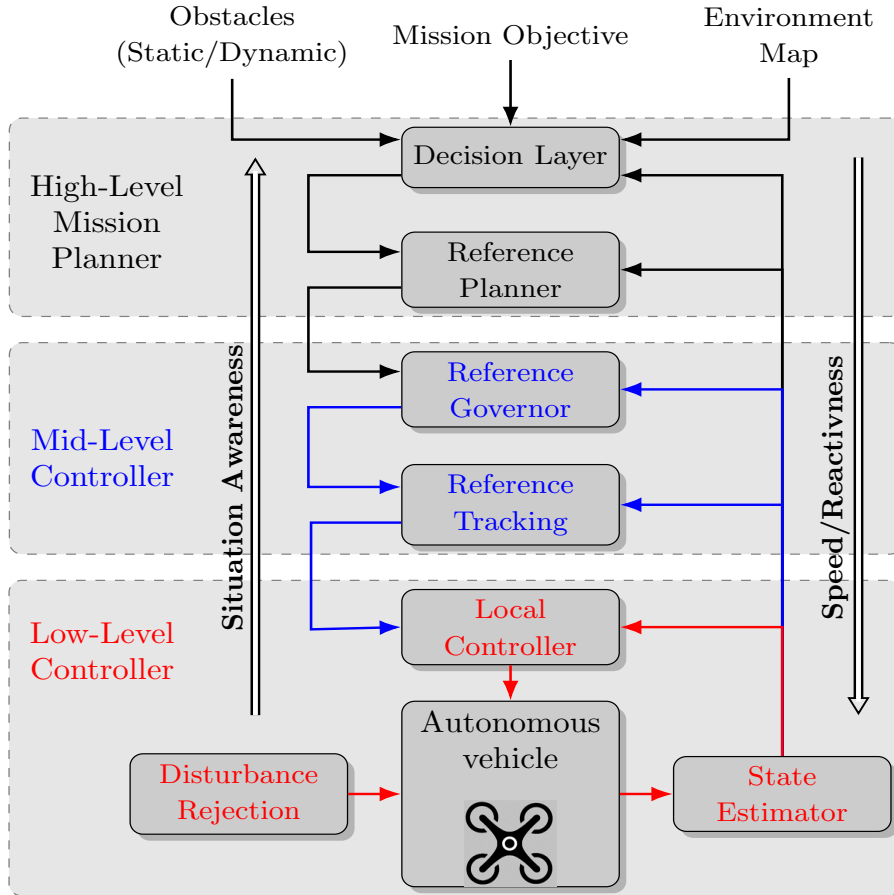 Obstacles
(Static/Dynamic)
Mission Objective
Environment
Map
High-Level
Mission
Planner
Decision Layer
Reference
Planner
Mid-Level
Controller
Reference
Governor
Reference
Tracking
Situation Awareness
Speed/Reactivness
Low-Level
Controller
Local
Controller
Autonomous
vehicle
Disturbance
Rejection
State
Estimator